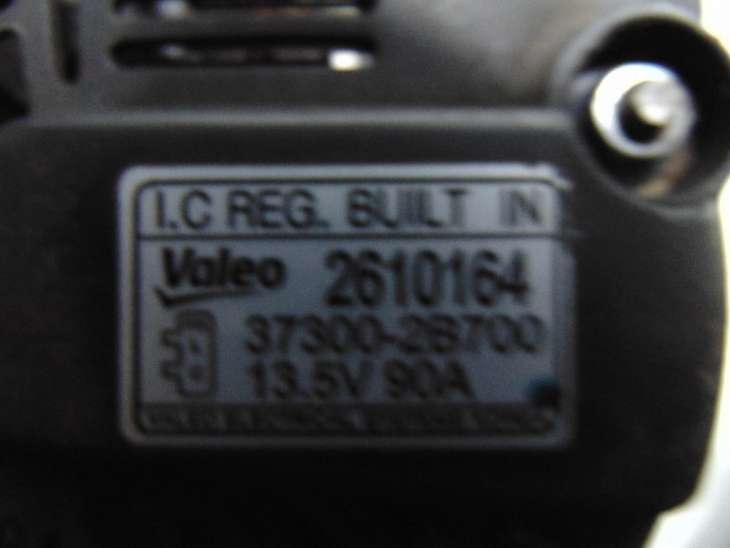 I.C REG. BUILT IN
Valeo 2610164
37300-2B700
13.5V 90A